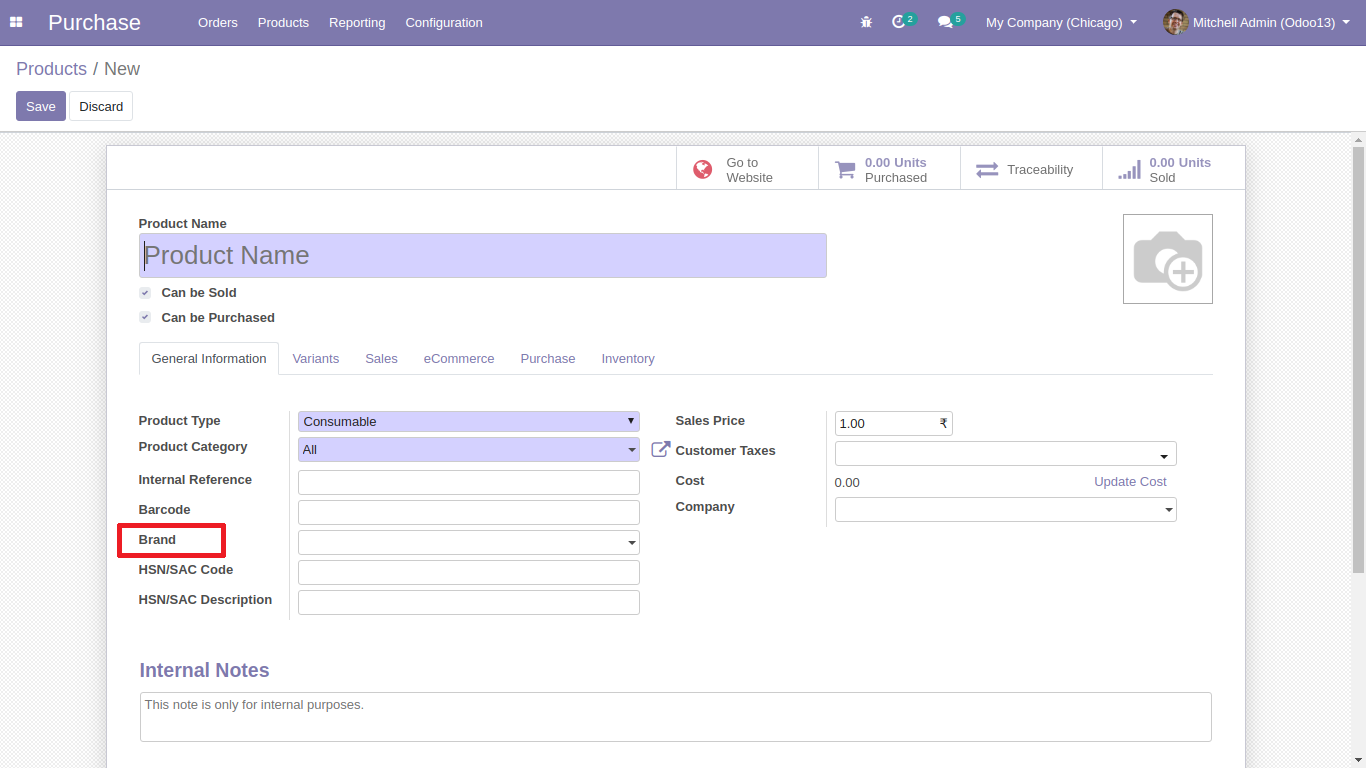 Purchase Orders Products Reporting Configuration 2 5 My Company (Chicago) Mitchell Admin (Odoo13)
Products / New
Save Discard
Go to
Website
0.00 Units
Purchased
Traceability
0.00 Units
Sold
Product Name
Product Name
Can be Sold
Can be Purchased
General Information Variants Sales eCommerce Purchase Inventory
Product Type Consumable
Product Category All
Internal Reference
Barcode
Brand
HSN/SAC Code
HSN/SAC Description
Sales Price 1.00 ₹
Customer Taxes
Cost 0.00 Update Cost
Company
Internal Notes
This note is only for internal purposes.